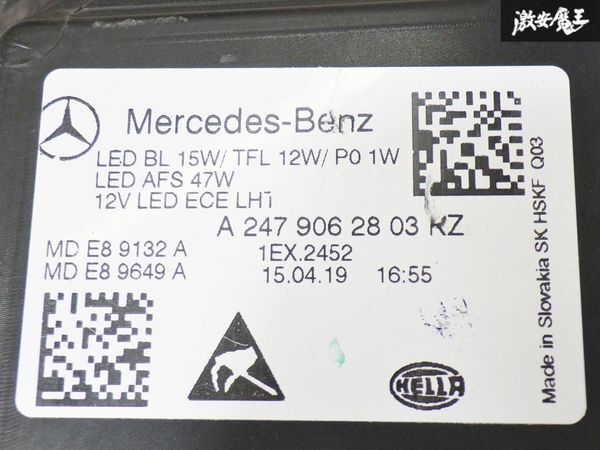 激安魔王
Mercedes-Benz
LED BL 15W/ TFL 12W/ P0 1W
LED AFS 47W
12V LED ECE LH1
A 247 906 28 03 KZ
MD E8 9132 A
1EX.2452
MD E8 9649 A
15.04.19 16:55
HELLA
Made in Slovakia SK HSKF Q03